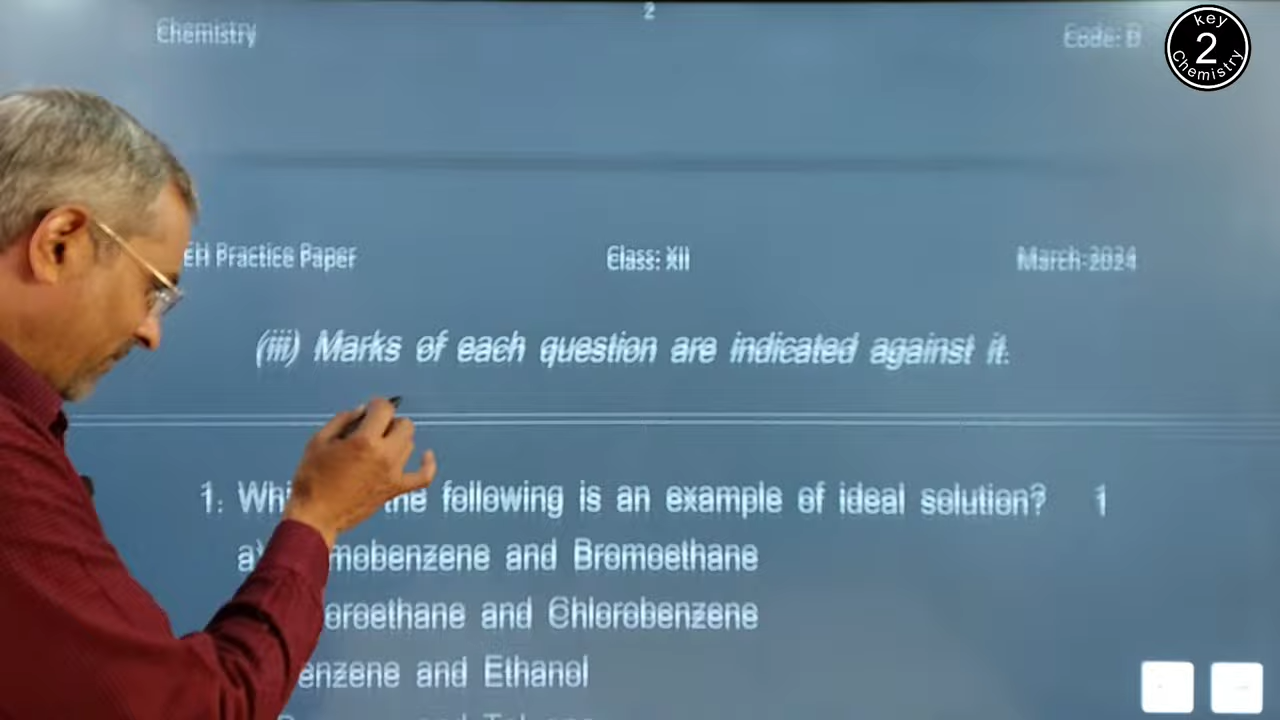 2
Chemistry
Code: D
key
2
Chemistry
EH Practice Paper
Class: XII
March-2024
(iii) Marks of each question are indicated against it.
1. Whi the following is an example of ideal solution? 1
a) mobenzene and Bromoethane
oroethane and Chlorobenzene
enzene and Ethanol
and